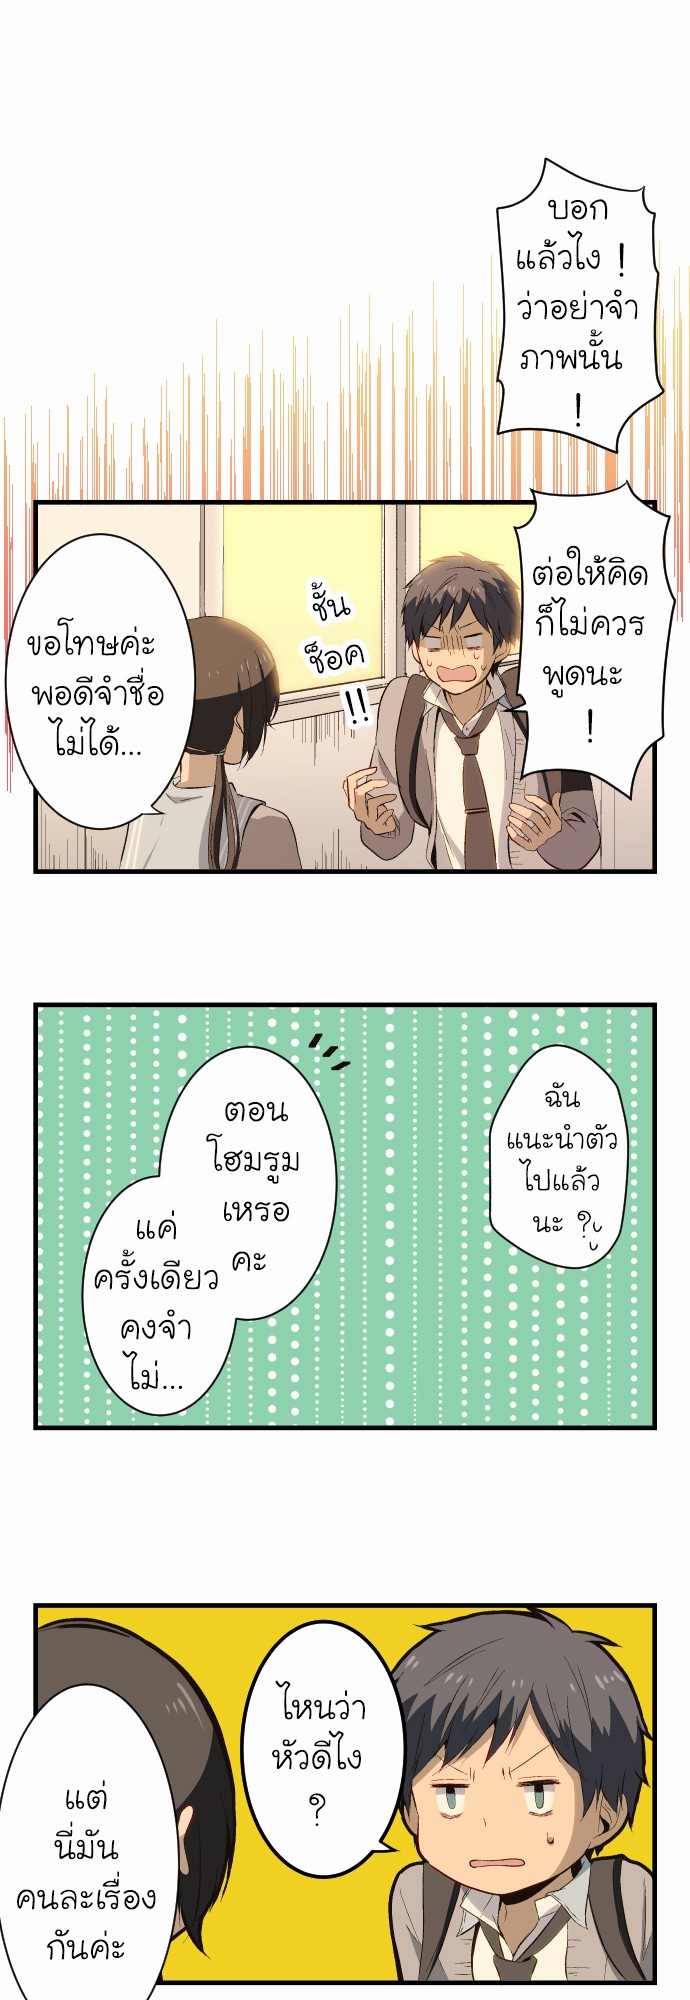 บอก
แล้วไง !
ว่าอย่าจำ
ภาพนั้น
!
ต่อให้คิด
ก็ไม่ควร
พูดนะ
!
ชั้น
ช็อค
!!
ขอโทษค่ะ
พอดีจำชื่อ
ไม่ได้...
ฉัน
แนะนำตัว
ไปแล้ว
นะ ?
ตอน
โฮมรูม
เหรอ
คะ
แค่
ครั้งเดียว
คงจำ
ไม่...
ไหนว่า
หัวดีไง
?
แต่
นี่มัน
คนละเรื่อง
กันค่ะ